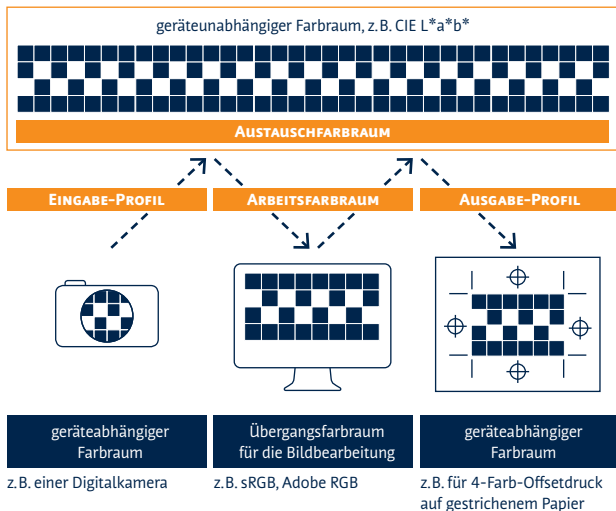 geräteunabhängiger Farbraum, z. B. CIE L*a*b*
AUSTAUSCHFARBRAUM
EINGABE-PROFIL
ARBEITSFARBRAUM
AUSGABE-PROFIL
geräteabhängiger
Farbraum
z. B. einer Digitalkamera
Übergangsfarbraum
für die Bildbearbeitung
z. B. sRGB, Adobe RGB
geräteabhängiger
Farbraum
z. B. für 4-Farb-Offsetdruck
auf gestrichenem Papier